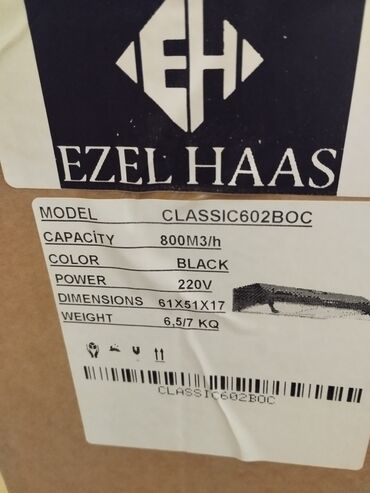 EH
EZEL HAAS
MODEL CLASSIC602BOC
CAPACİTY 800M3/h
COLOR BLACK
POWER 220V
DIMENSIONS 61X51X17
WEIGHT 6,5/7 KQ
CLASSIC602BOC